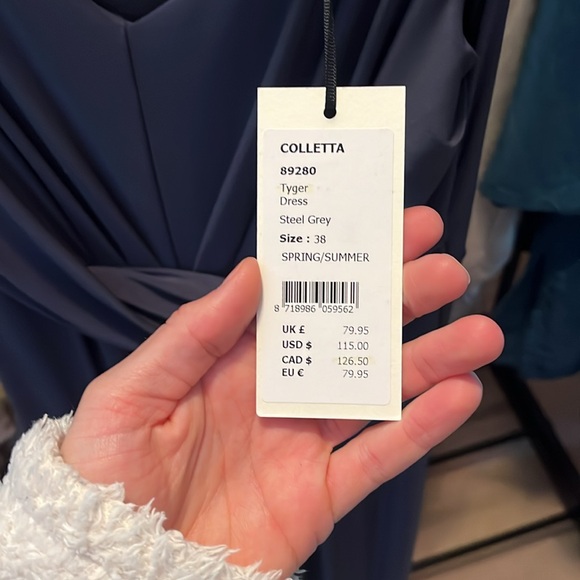 COLLETTA
89280
Tyger
Dress
Steel Grey
Size : 38
SPRING/SUMMER
8 718986 059562
UK £ 79.95
USD $ 115.00
CAD $ 126.50
EU € 79.95